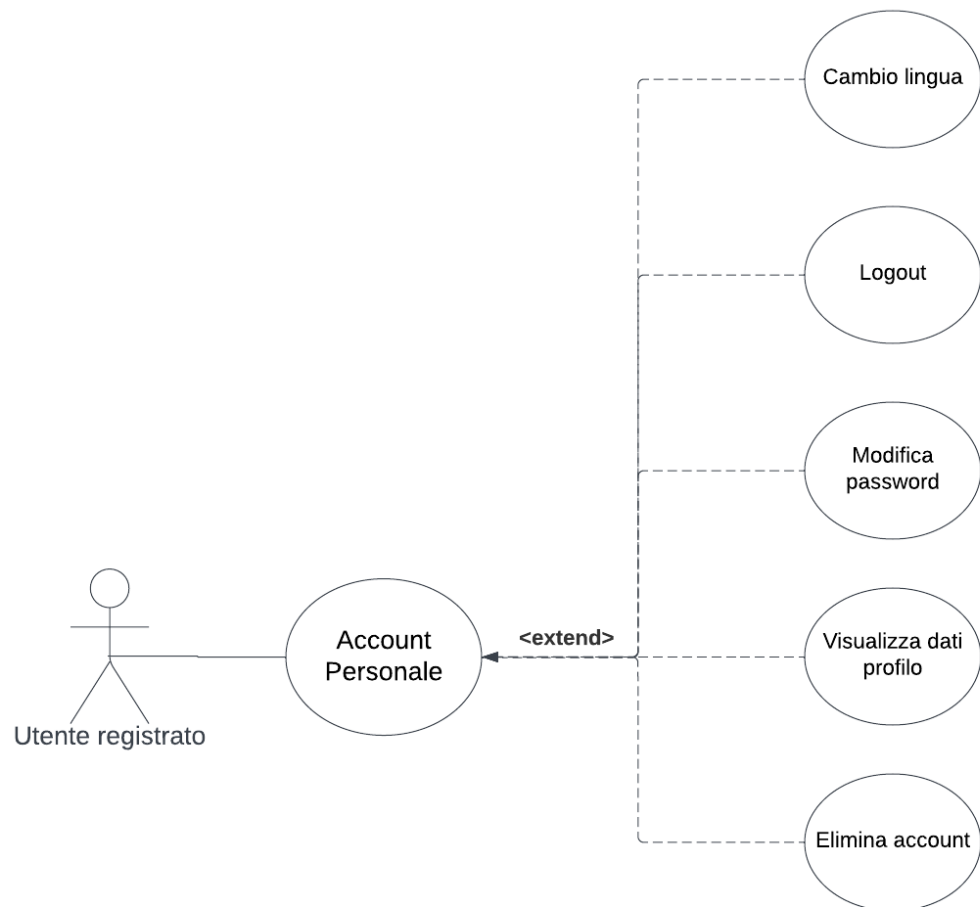 Cambio lingua
Logout
Modifica
password
<extend>
Account
Personale
Visualizza dati
profilo
Utente registrato
Elimina account